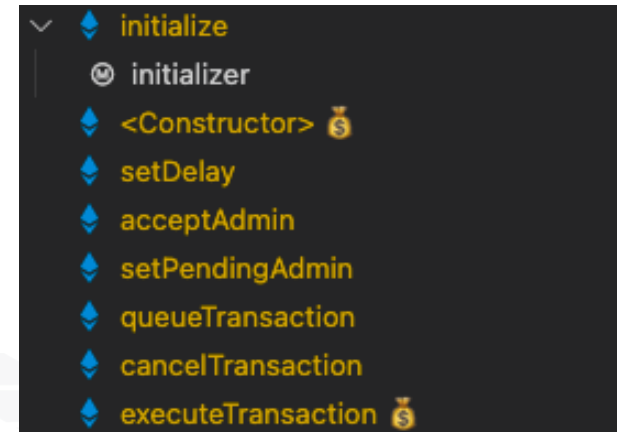 initialize
initializer
<Constructor> 💰
setDelay
acceptAdmin
setPendingAdmin
queueTransaction
cancelTransaction
executeTransaction 💰